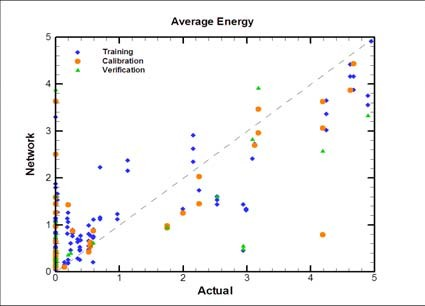 Average Energy
5
4
3
2
1
0
Network
Training
Calibration
Verification
0
1
2
3
4
5
Actual